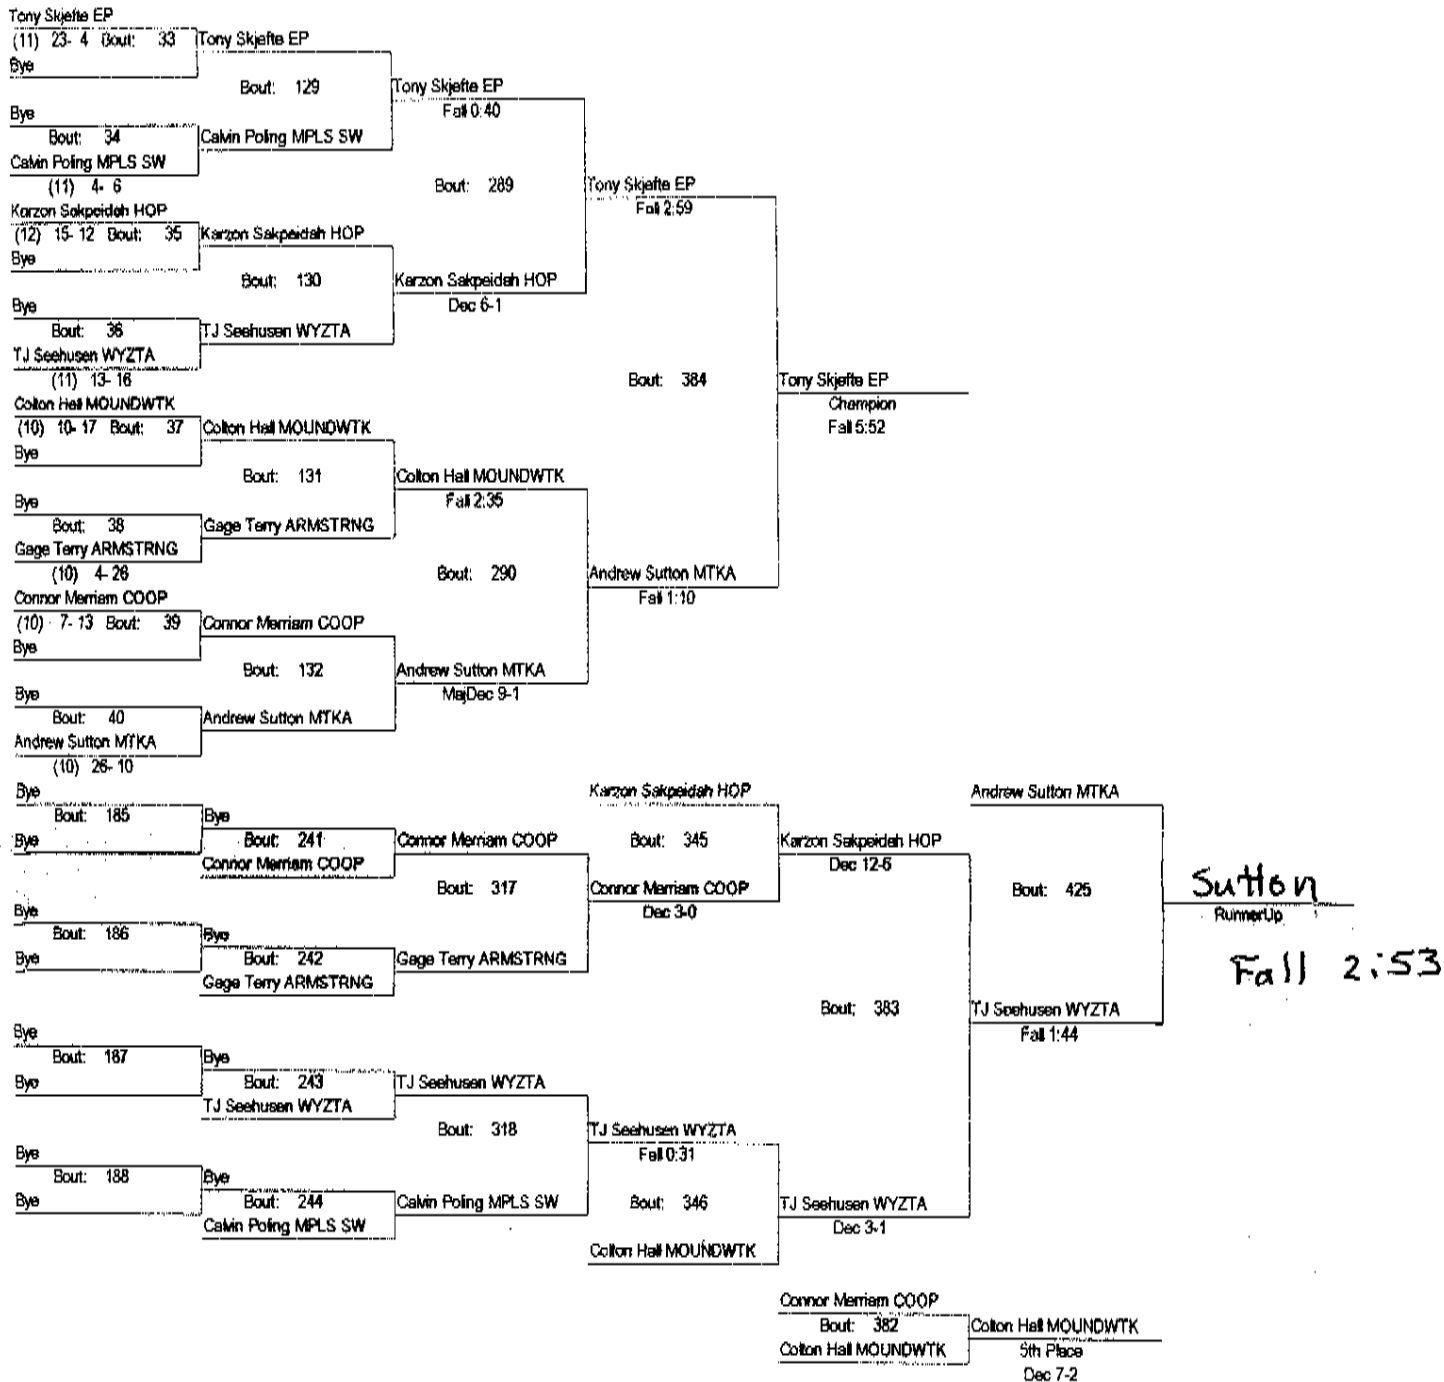 Tony Skjefte EP
(11) 23- 4 Bout: 33 Tony Skjefte EP
Bye
Bout: 129 Tony Skjefte EP
Bye Fall 0:40
Bout: 34 Calvin Poling MPLS SW
Calvin Poling MPLS SW
(11) 4- 6 Bout: 289 Tony Skjefte EP
Karzon Sakpeidah HOP Fall 2:59
(12) 15- 12 Bout: 35 Karzon Sakpeidah HOP
Bye
Bout: 130 Karzon Sakpeidah HOP
Bye Dec 6-1
Bout: 36 TJ Seehusen WYZTA
TJ Seehusen WYZTA
(11) 13- 16 Bout: 384 Tony Skjefte EP
Colton Hall MOUNDWTK Champion
(10) 10- 17 Bout: 37 Colton Hall MOUNDWTK Fall 5:52
Bye
Bout: 131 Colton Hall MOUNDWTK
Bye Fall 2:35
Bout: 38 Gage Terry ARMSTRNG
Gage Terry ARMSTRNG
(10) 4- 26 Bout: 290 Andrew Sutton MTKA
Connor Merriam COOP Fall 1:10
(10) 7- 13 Bout: 39 Connor Merriam COOP
Bye
Bout: 132 Andrew Sutton MTKA
Bye MajDec 9-1
Bout: 40 Andrew Sutton MTKA
Andrew Sutton MTKA
(10) 26- 10
Bye Karzon Sakpeidah HOP Andrew Sutton MTKA
Bout: 185 Bye
Bye Bout: 241 Connor Merriam COOP Bout: 345 Karzon Sakpeidah HOP
Connor Merriam COOP Dec 12-6
Bout: 317 Connor Merriam COOP Bout: 425 Sutton
Bye Dec 3-0 RunnerUp
Bout: 186 Bye
Bye Bout: 242 Gage Terry ARMSTRNG Fall 2:53
Gage Terry ARMSTRNG
Bout: 383 TJ Seehusen WYZTA
Bye Fall 1:44
Bout: 187 Bye
Bye Bout: 243 TJ Seehusen WYZTA
TJ Seehusen WYZTA
Bout: 318 TJ Seehusen WYZTA
Bye Fall 0:31
Bout: 188 Bye
Bye Bout: 244 Calvin Poling MPLS SW Bout: 346 TJ Seehusen WYZTA
Calvin Poling MPLS SW Dec 3-1
Colton Hall MOUNDWTK
Connor Merriam COOP
Bout: 382 Colton Hall MOUNDWTK
Colton Hall MOUNDWTK 5th Place
Dec 7-2